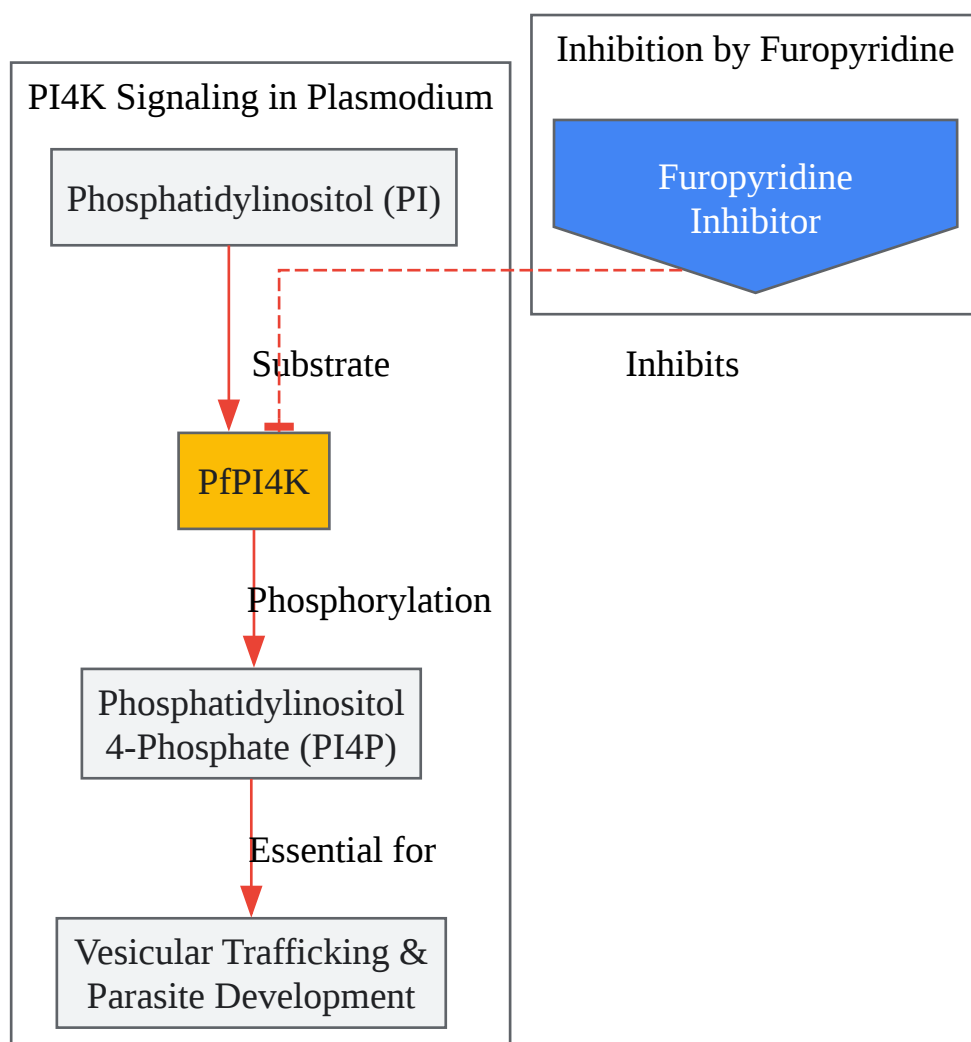 Inhibition by Furopyridine
Furopyridine
Inhibitor
Inhibits
PI4K Signaling in Plasmodium
Phosphatidylinositol (PI)
Substrate
PfPI4K
Phosphorylation
Phosphatidylinositol
4-Phosphate (PI4P)
Essential for
Vesicular Trafficking &
Parasite Development